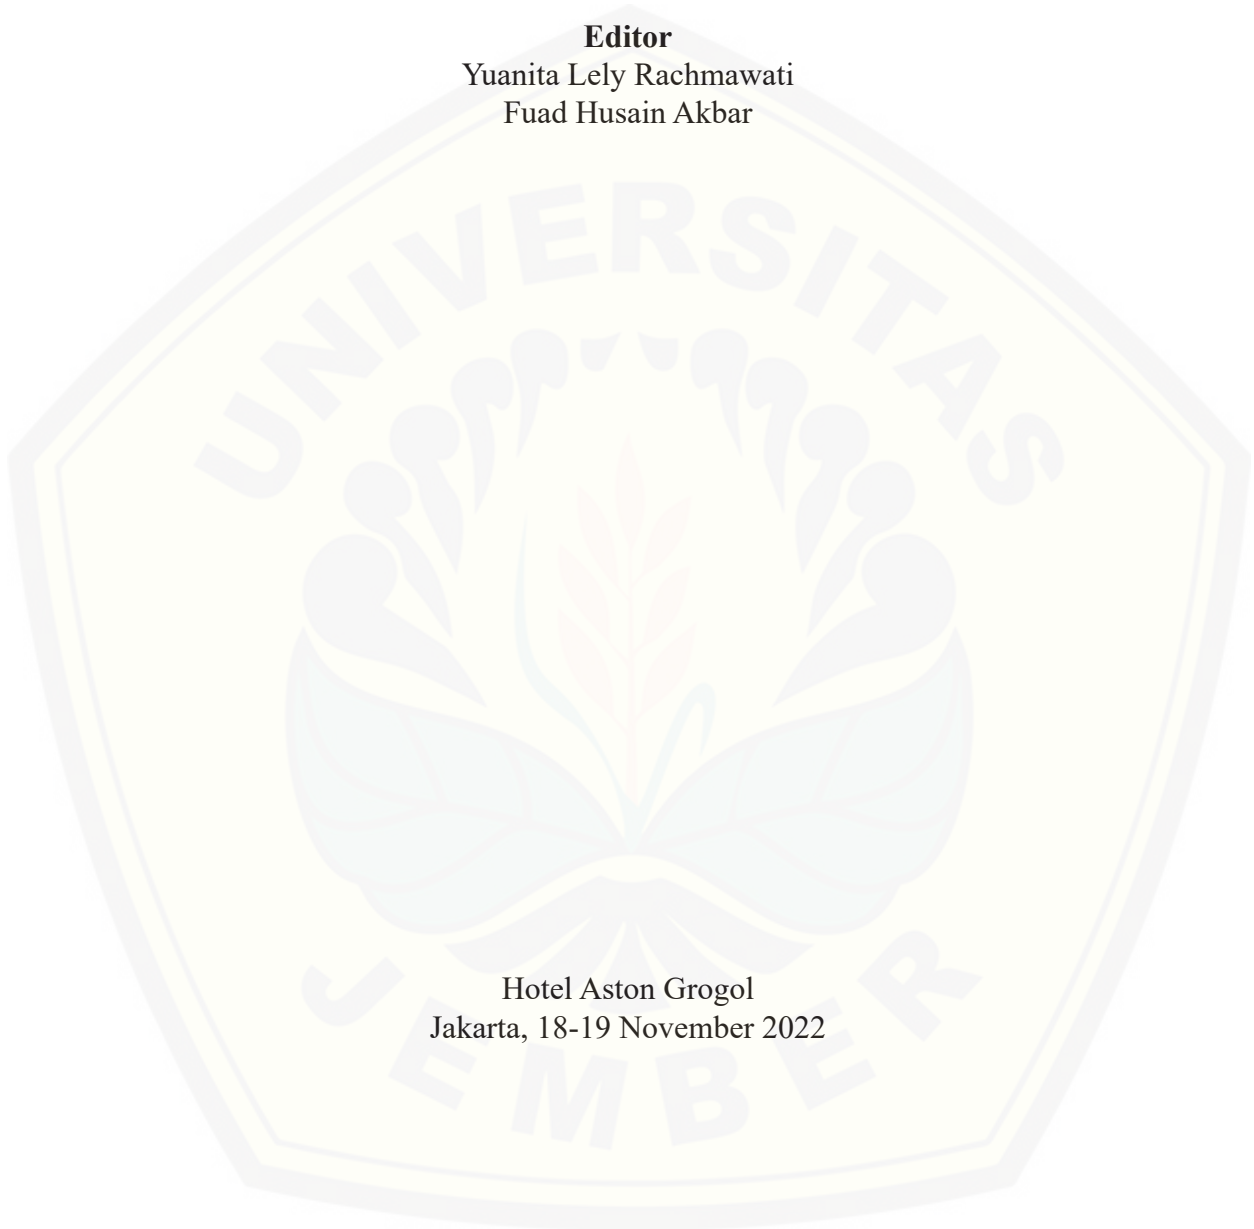 Editor
Yuanita Lely Rachmawati
Fuad Husain Akbar
UNIVERSITAS
Hotel Aston Grogol
Jakarta, 18-19 November 2022
JEMBER